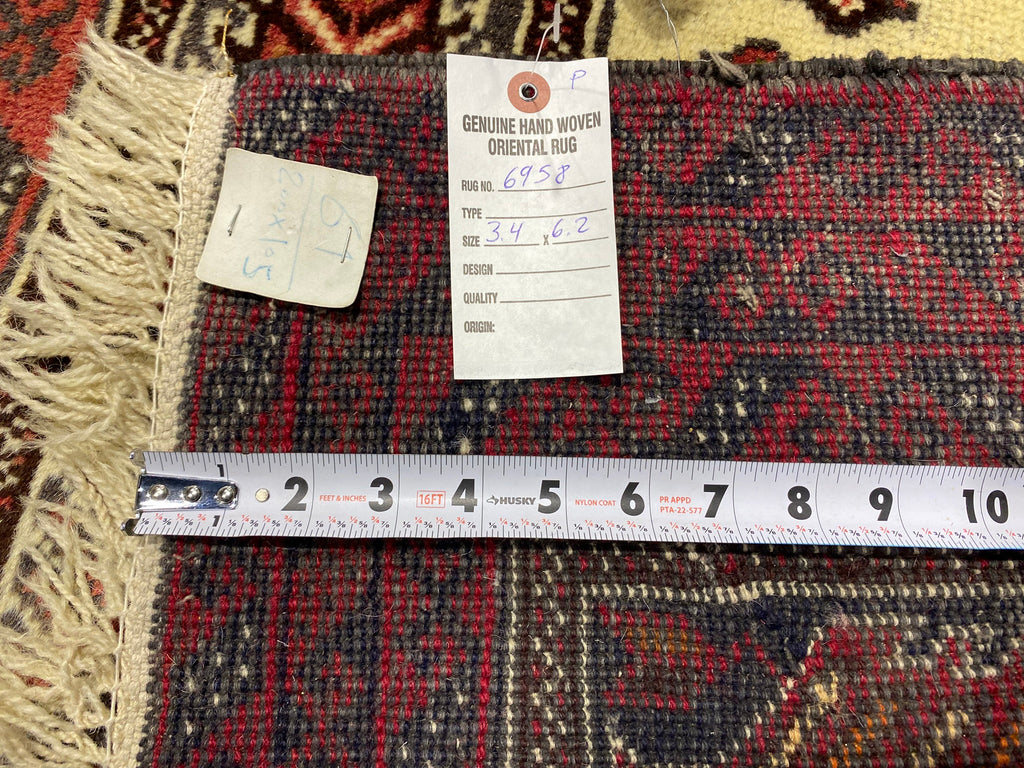 P
GENUINE HAND WOVEN
ORIENTAL RUG
RUG NO. 6958
TYPE
SIZE 3.4 x 6.2
DESIGN
QUALITY
ORIGIN:
61
1 2 3 4 5 6 7 8 9 10
FEET & INCHES
16FT
HUSKY
NYLON COAT
PR APPD
PTA-22-577
1